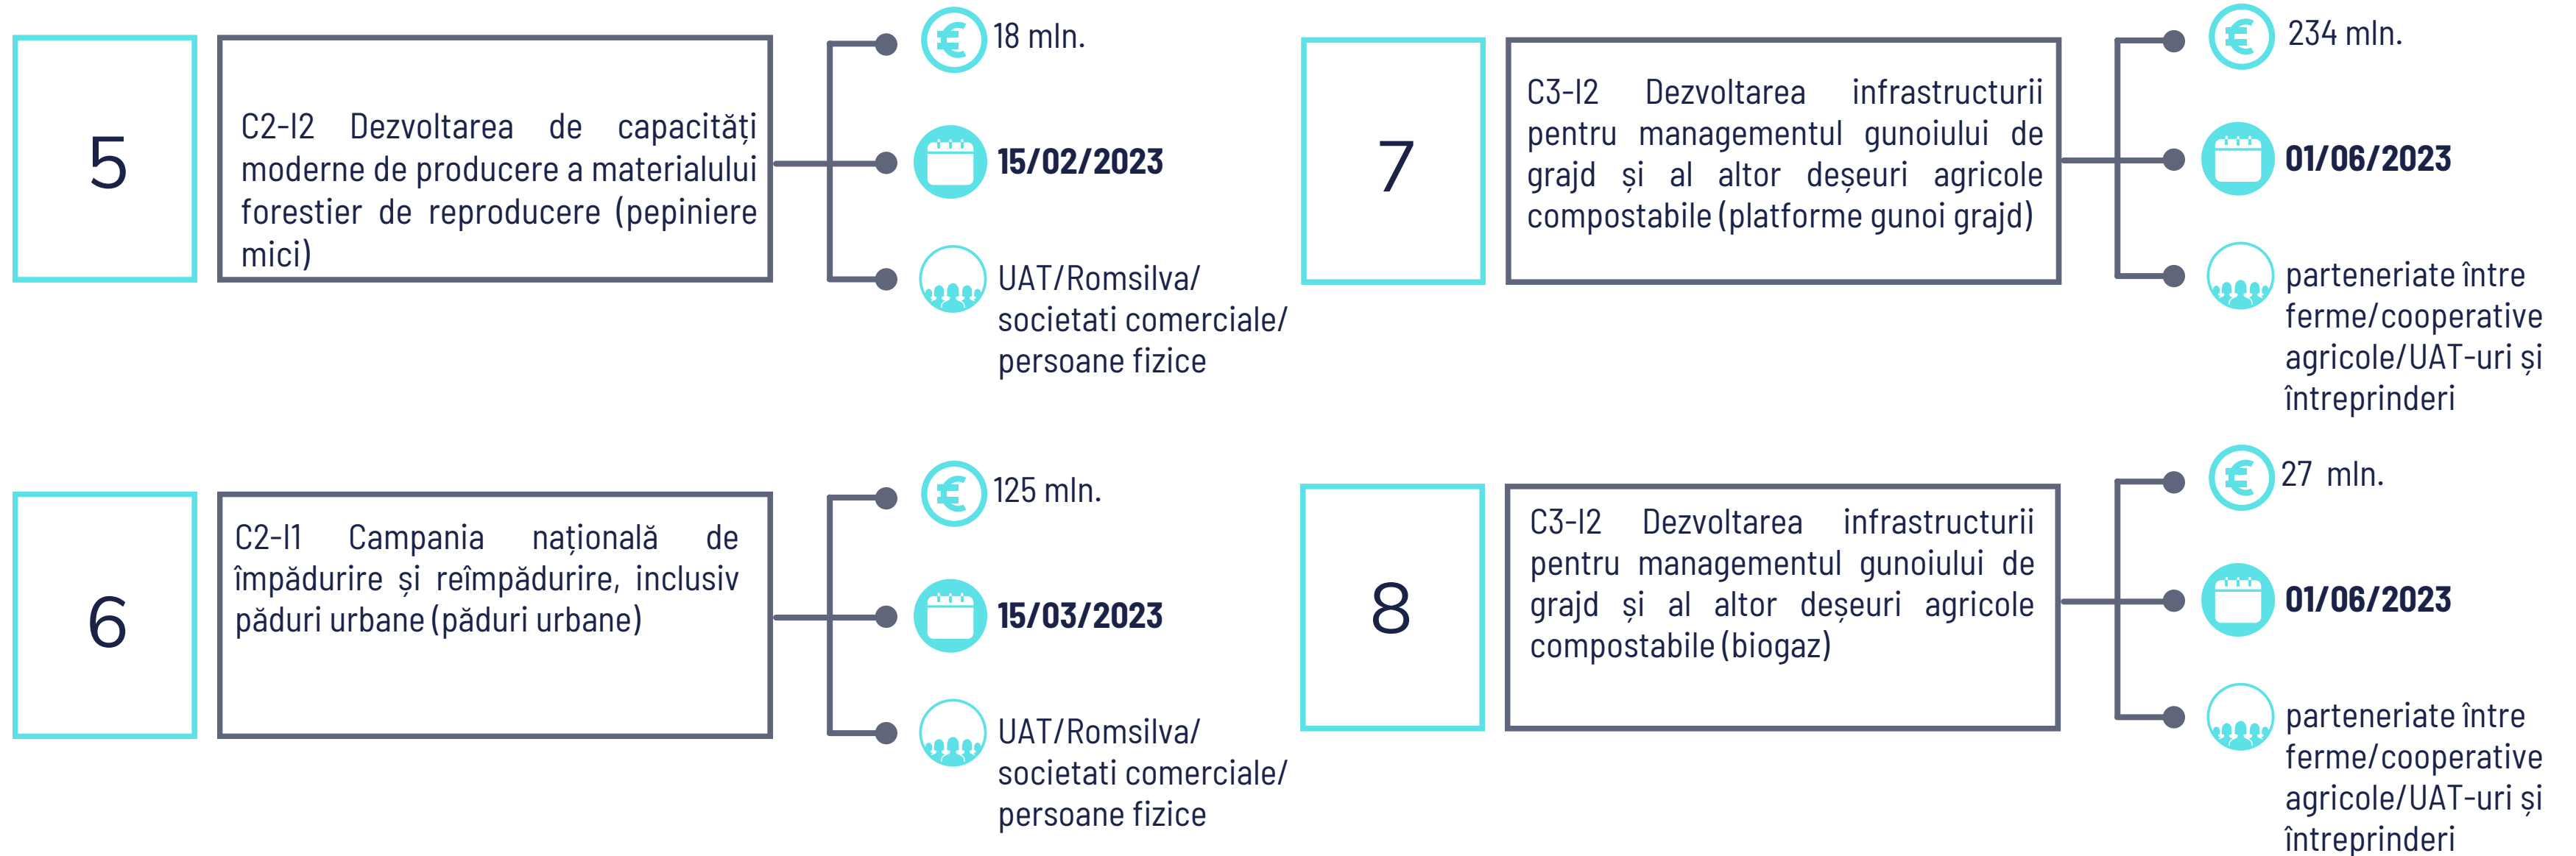 5
C2-I2 Dezvoltarea de capacități
moderne de producere a materialului
forestier de reproducere (pepiniere
mici)
18 mln.
15/02/2023
UAT/Romsilva/
societati comerciale/
persoane fizice
6
C2-I1 Campania națională de
împădurire și reîmpădurire, inclusiv
păduri urbane (păduri urbane)
125 mln.
15/03/2023
UAT/Romsilva/
societati comerciale/
persoane fizice
7
C3-I2 Dezvoltarea infrastructurii
pentru managementul gunoiului de
grajd și al altor deșeuri agricole
compostabile (platforme gunoi grajd)
234 mln.
01/06/2023
parteneriate între
ferme/cooperative
agricole/UAT-uri și
întreprinderi
8
C3-I2 Dezvoltarea infrastructurii
pentru managementul gunoiului de
grajd și al altor deșeuri agricole
compostabile (biogaz)
27 mln.
01/06/2023
parteneriate între
ferme/cooperative
agricole/UAT-uri și
întreprinderi